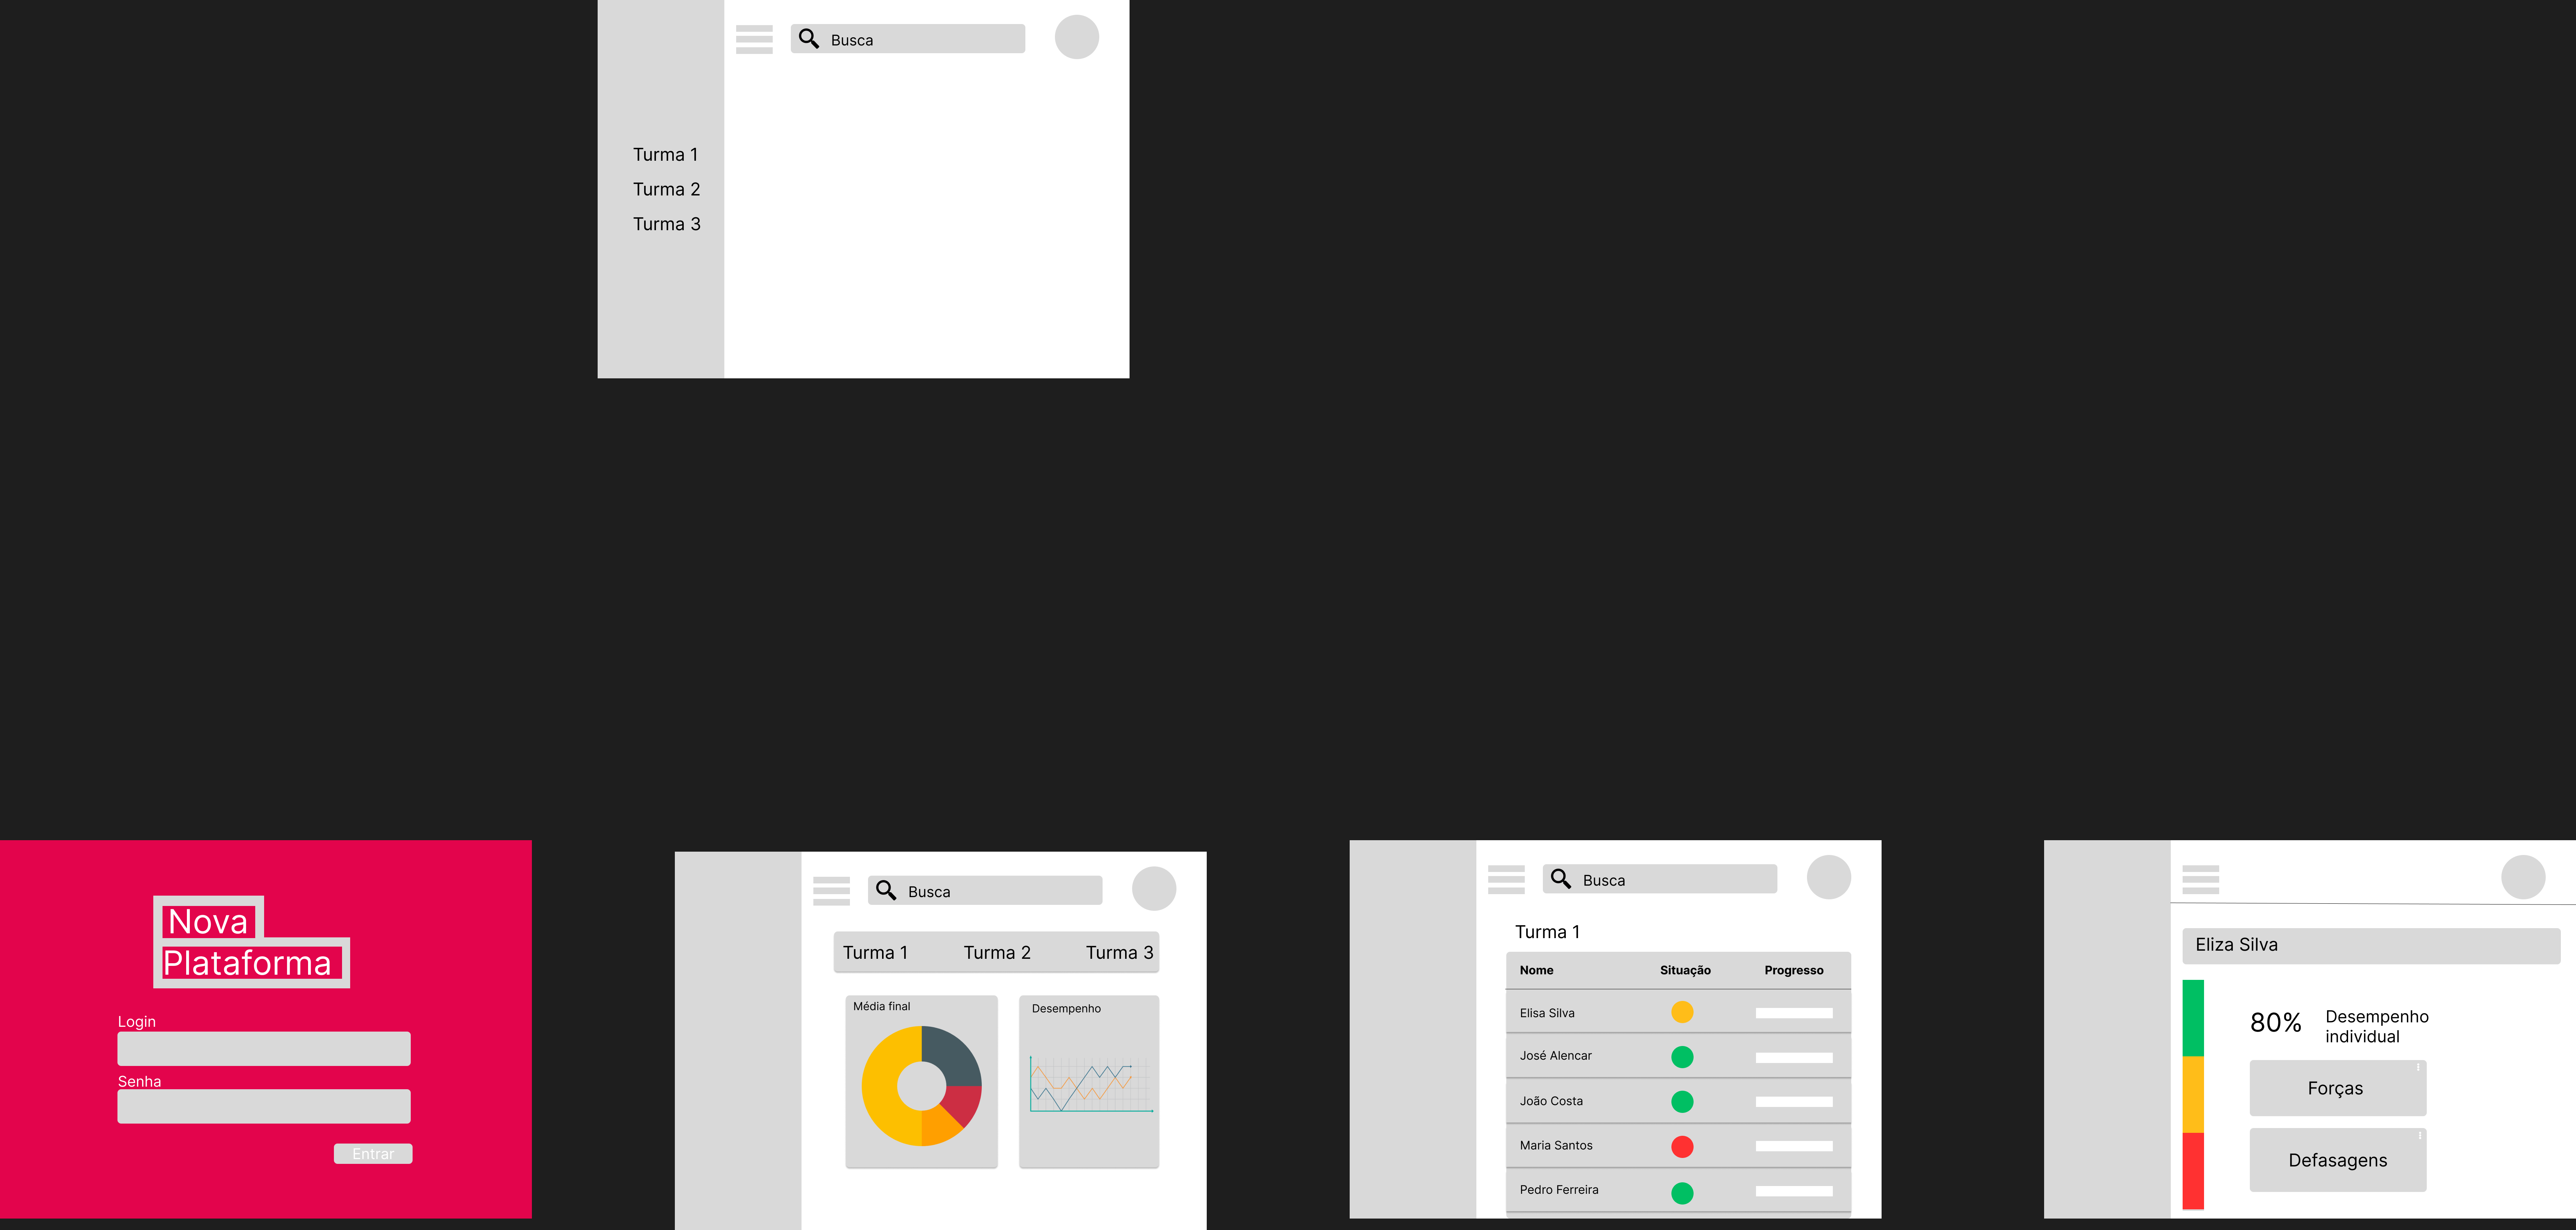 Busca
Turma 1
Turma 2
Turma 3
Nova
Plataforma
Login
Senha
Entrar
Busca
Turma 1 Turma 2 Turma 3
Média final
Desempenho
Busca
Turma 1
Nome Situação Progresso
Elisa Silva
José Alencar
João Costa
Maria Santos
Pedro Ferreira
Eliza Silva
80% Desempenho
individual
Forças
Defasagens